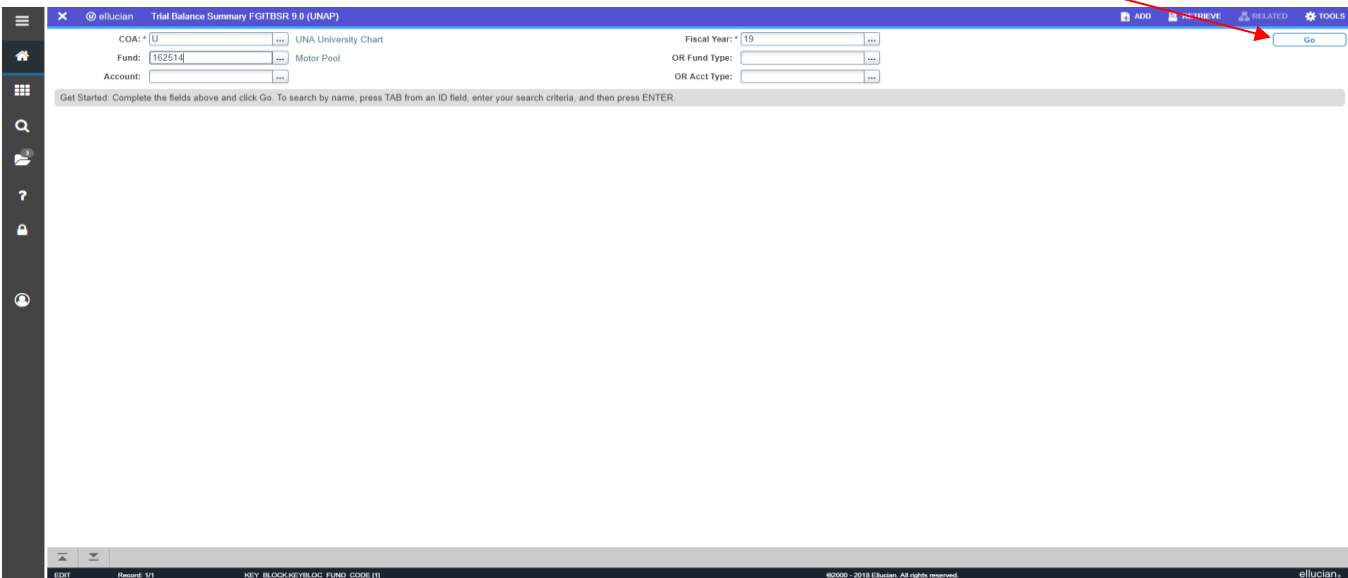 ellucian Trial Balance Summary FGITBSR 9.0 (UNAP) ADD RETRIEVE RELATED TOOLS
COA: * U ... UNA University Chart Fiscal Year: * 19 ... Go
Fund: 162514 ... Motor Pool OR Fund Type: ...
Account: ... OR Acct Type: ...
Get Started: Complete the fields above and click Go. To search by name, press TAB from an ID field, enter your search criteria, and then press ENTER.
EDIT Record: 1/1 KEY_BLOCK.KEYBLOC_FUND_CODE [1] ©2000 - 2018 Ellucian. All rights reserved. ellucian.